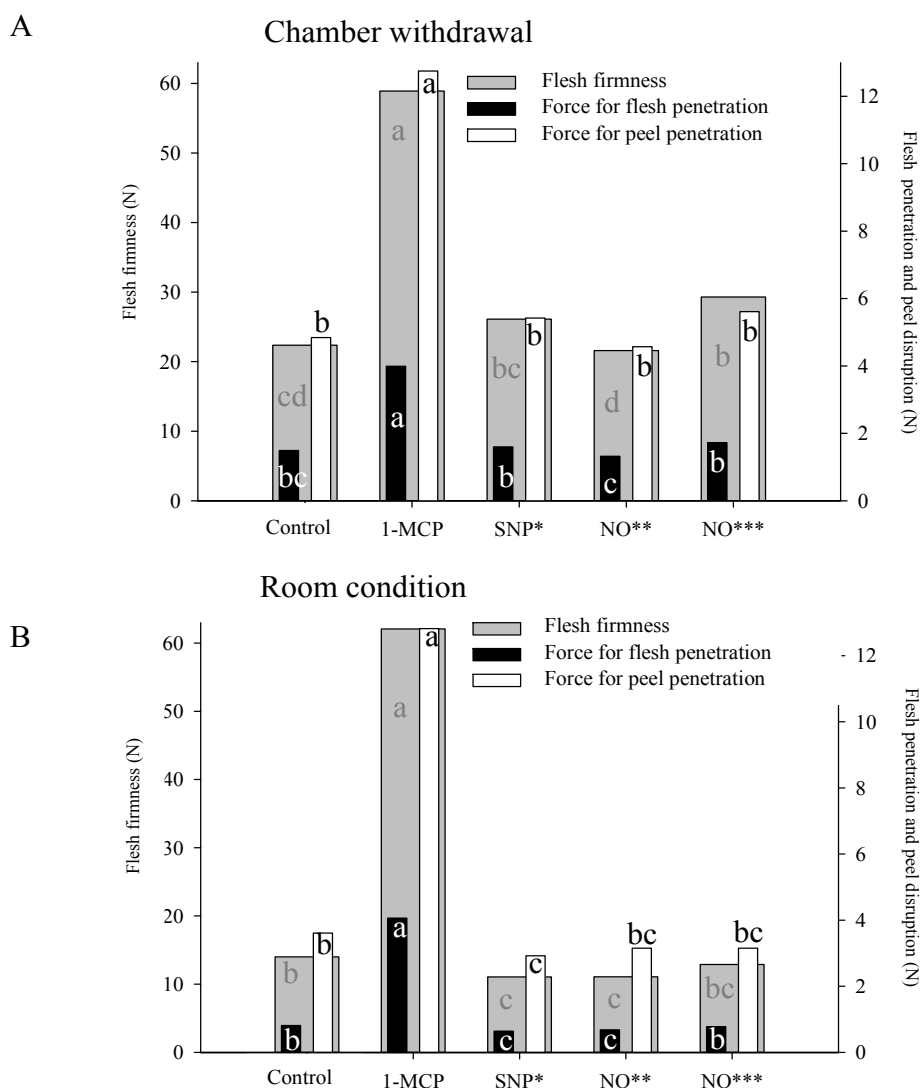 A
Chamber withdrawal
Flesh firmness (N)
60
50
40
30
20
10
0
Flesh firmness
Force for flesh penetration
Force for peel penetration
12
10
8
6
4
2
0
Flesh penetration and peel disruption (N)
cd
bc
b
a
a
a
bc
b
b
d
c
b
b
b
b
Control 1-MCP SNP* NO** NO***
B
Room condition
Flesh firmness (N)
60
50
40
30
20
10
0
Flesh firmness
Force for flesh penetration
Force for peel penetration
12
10
8
6
4
2
0
Flesh penetration and peel disruption (N)
b
b
b
a
a
a
c
c
c
c
c
bc
bc
b
bc
Control 1-MCP SNP* NO** NO***